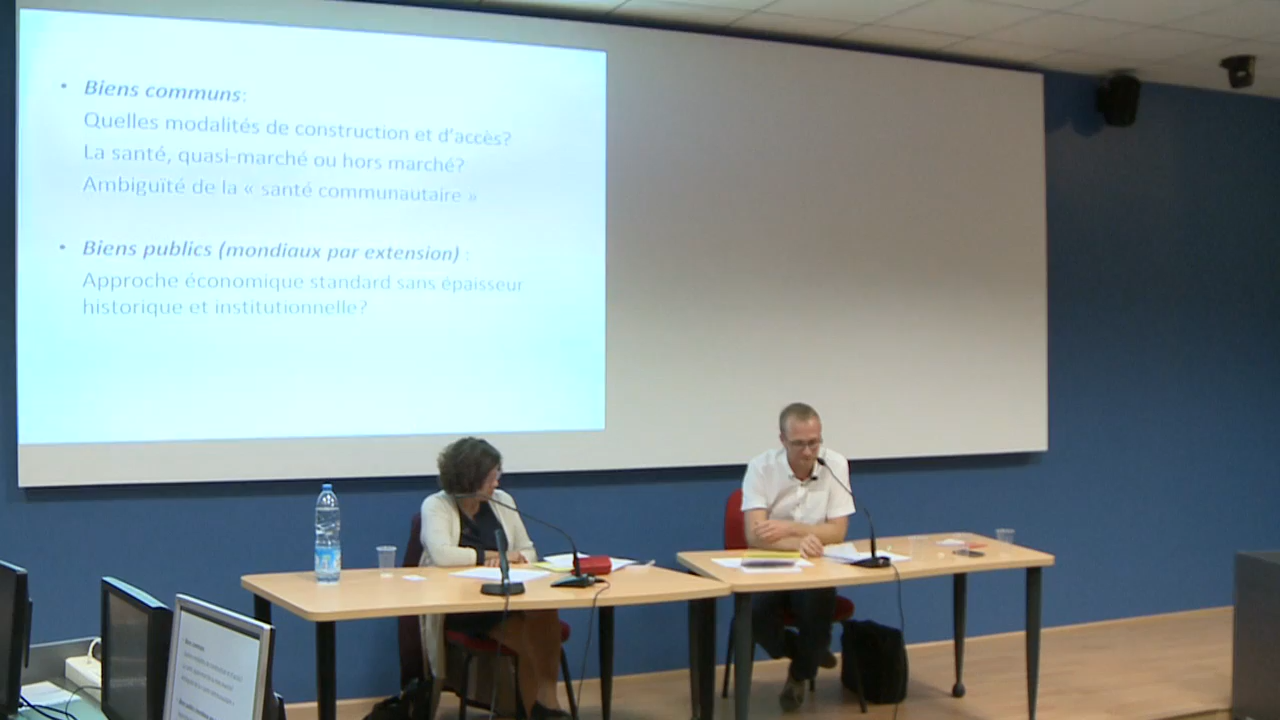 • Biens communs:
Quelles modalités de construction et d'accès?
La santé, quasi-marché ou hors marché?
Ambiguïté de la « santé communautaire »
• Biens publics (mondiaux par extension) :
Approche économique standard sans épaisseur
historique et institutionnelle?